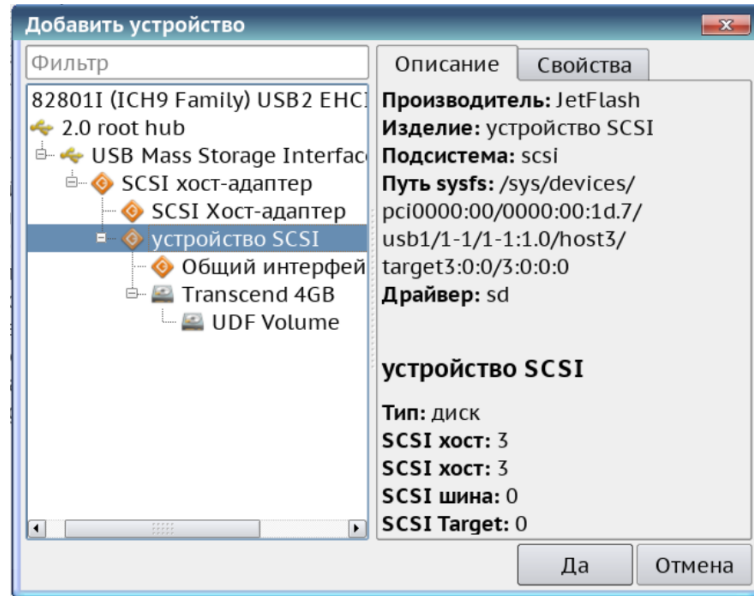 Добавить устройство
Фильтр
82801I (ICH9 Family) USB2 EHC
2.0 root hub
USB Mass Storage Interfac
SCSI хост-адаптер
SCSI Хост-адаптер
устройство SCSI
Общий интерфей
Transcend 4GB
UDF Volume
Описание
Свойства
Производитель: JetFlash
Изделие: устройство SCSI
Подсистема: scsi
Путь sysfs: /sys/devices/
pci0000:00/0000:00:1d.7/
usb1/1-1/1-1:1.0/host3/
target3:0:0/3:0:0:0
Драйвер: sd
устройство SCSI
Тип: диск
SCSI хост: 3
SCSI хост: 3
SCSI шина: 0
SCSI Target: 0
Да
Отмена